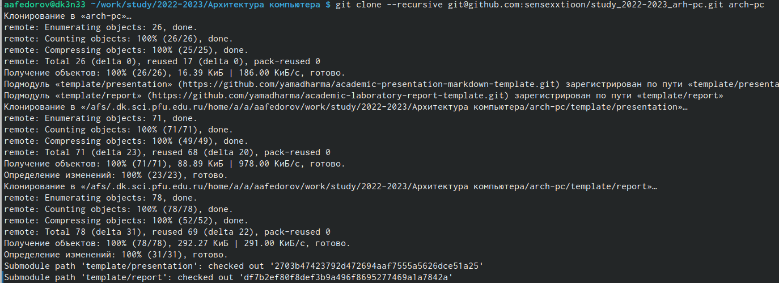 aafedorov@dk3n33 ~/work/study/2022-2023/Архитектура компьютера $ git clone --recursive git@github.com:sensexxtioon/study_2022-2023_arh-pc.git arch-pc
Клонирование в «arch-pc»…
remote: Enumerating objects: 26, done.
remote: Counting objects: 100% (26/26), done.
remote: Compressing objects: 100% (25/25), done.
remote: Total 26 (delta 0), reused 17 (delta 0), pack-reused 0
Получение объектов: 100% (26/26), 16.39 КиБ | 186.00 КиБ/с, готово.
Подмодуль «template/presentation» (https://github.com/yamadharma/academic-presentation-markdown-template.git) зарегистрирован по пути «template/presenta
Подмодуль «template/report» (https://github.com/yamadharma/academic-laboratory-report-template.git) зарегистрирован по пути «template/report»
Клонирование в «/afs/.dk.sci.pfu.edu.ru/home/a/a/aafedorov/work/study/2022-2023/Архитектура компьютера/arch-pc/template/presentation»…
remote: Enumerating objects: 71, done.
remote: Counting objects: 100% (71/71), done.
remote: Compressing objects: 100% (49/49), done.
remote: Total 71 (delta 23), reused 68 (delta 20), pack-reused 0
Получение объектов: 100% (71/71), 88.89 КиБ | 978.00 КиБ/с, готово.
Определение изменений: 100% (23/23), готово.
Клонирование в «/afs/.dk.sci.pfu.edu.ru/home/a/a/aafedorov/work/study/2022-2023/Архитектура компьютера/arch-pc/template/report»…
remote: Enumerating objects: 78, done.
remote: Counting objects: 100% (78/78), done.
remote: Compressing objects: 100% (52/52), done.
remote: Total 78 (delta 31), reused 69 (delta 22), pack-reused 0
Получение объектов: 100% (78/78), 292.27 КиБ | 291.00 КиБ/с, готово.
Определение изменений: 100% (31/31), готово.
Submodule path 'template/presentation': checked out '2703b47423792d472694aaf7555a5626dce51a25'
Submodule path 'template/report': checked out 'df7b2ef80f8def3b9a496f8695277469a1a7842a'